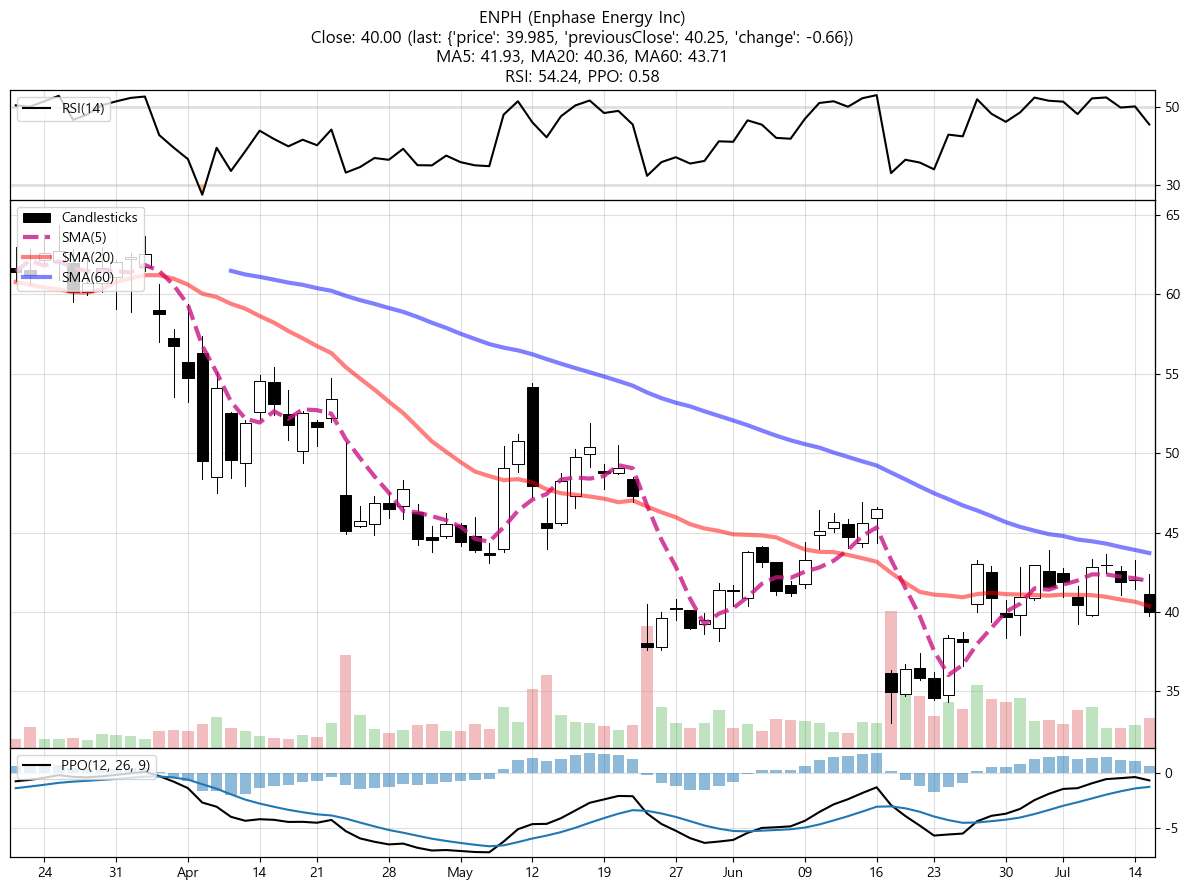 ENPH (Enphase Energy Inc)
Close: 40.00 (last: {'price': 39.985, 'previousClose': 40.25, 'change': -0.66})
MA5: 41.93, MA20: 40.36, MA60: 43.71
RSI: 54.24, PPO: 0.58
RSI(14)
50
30
Candlesticks
SMA(5)
SMA(20)
SMA(60)
65
60
55
50
45
40
35
PPO(12, 26, 9)
0
-5
24 31 Apr 14 21 28 May 12 19 27 Jun 09 16 23 30 Jul 14